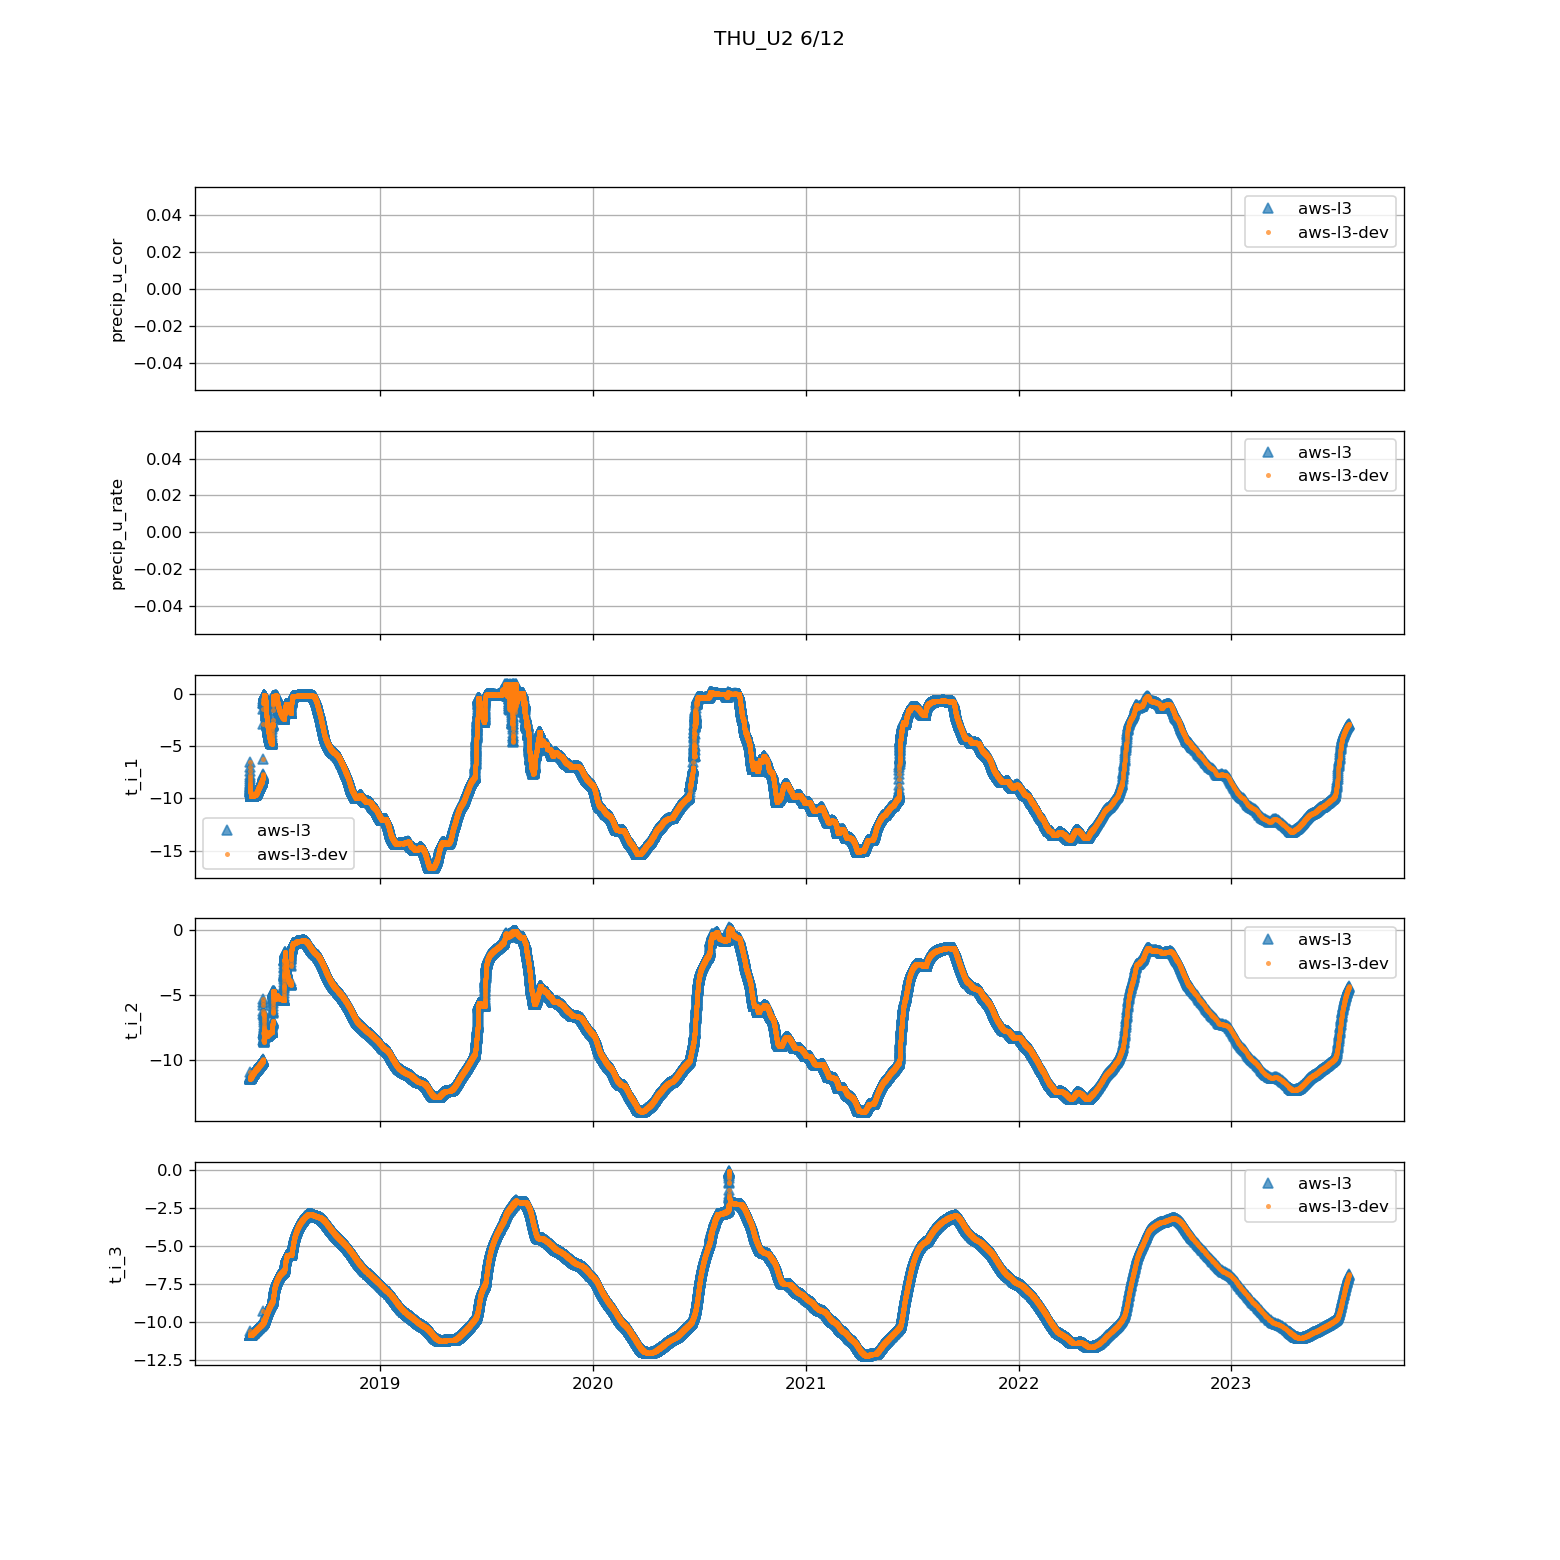 THU_U2 6/12
precip_u_cor
0.04
0.02
0.00
−0.02
−0.04
aws-l3
aws-l3-dev
precip_u_rate
0.04
0.02
0.00
−0.02
−0.04
aws-l3
aws-l3-dev
t_i_1
0
−5
−10
−15
aws-l3
aws-l3-dev
t_i_2
0
−5
−10
aws-l3
aws-l3-dev
t_i_3
0.0
−2.5
−5.0
−7.5
−10.0
−12.5
aws-l3
aws-l3-dev
2019 2020 2021 2022 2023